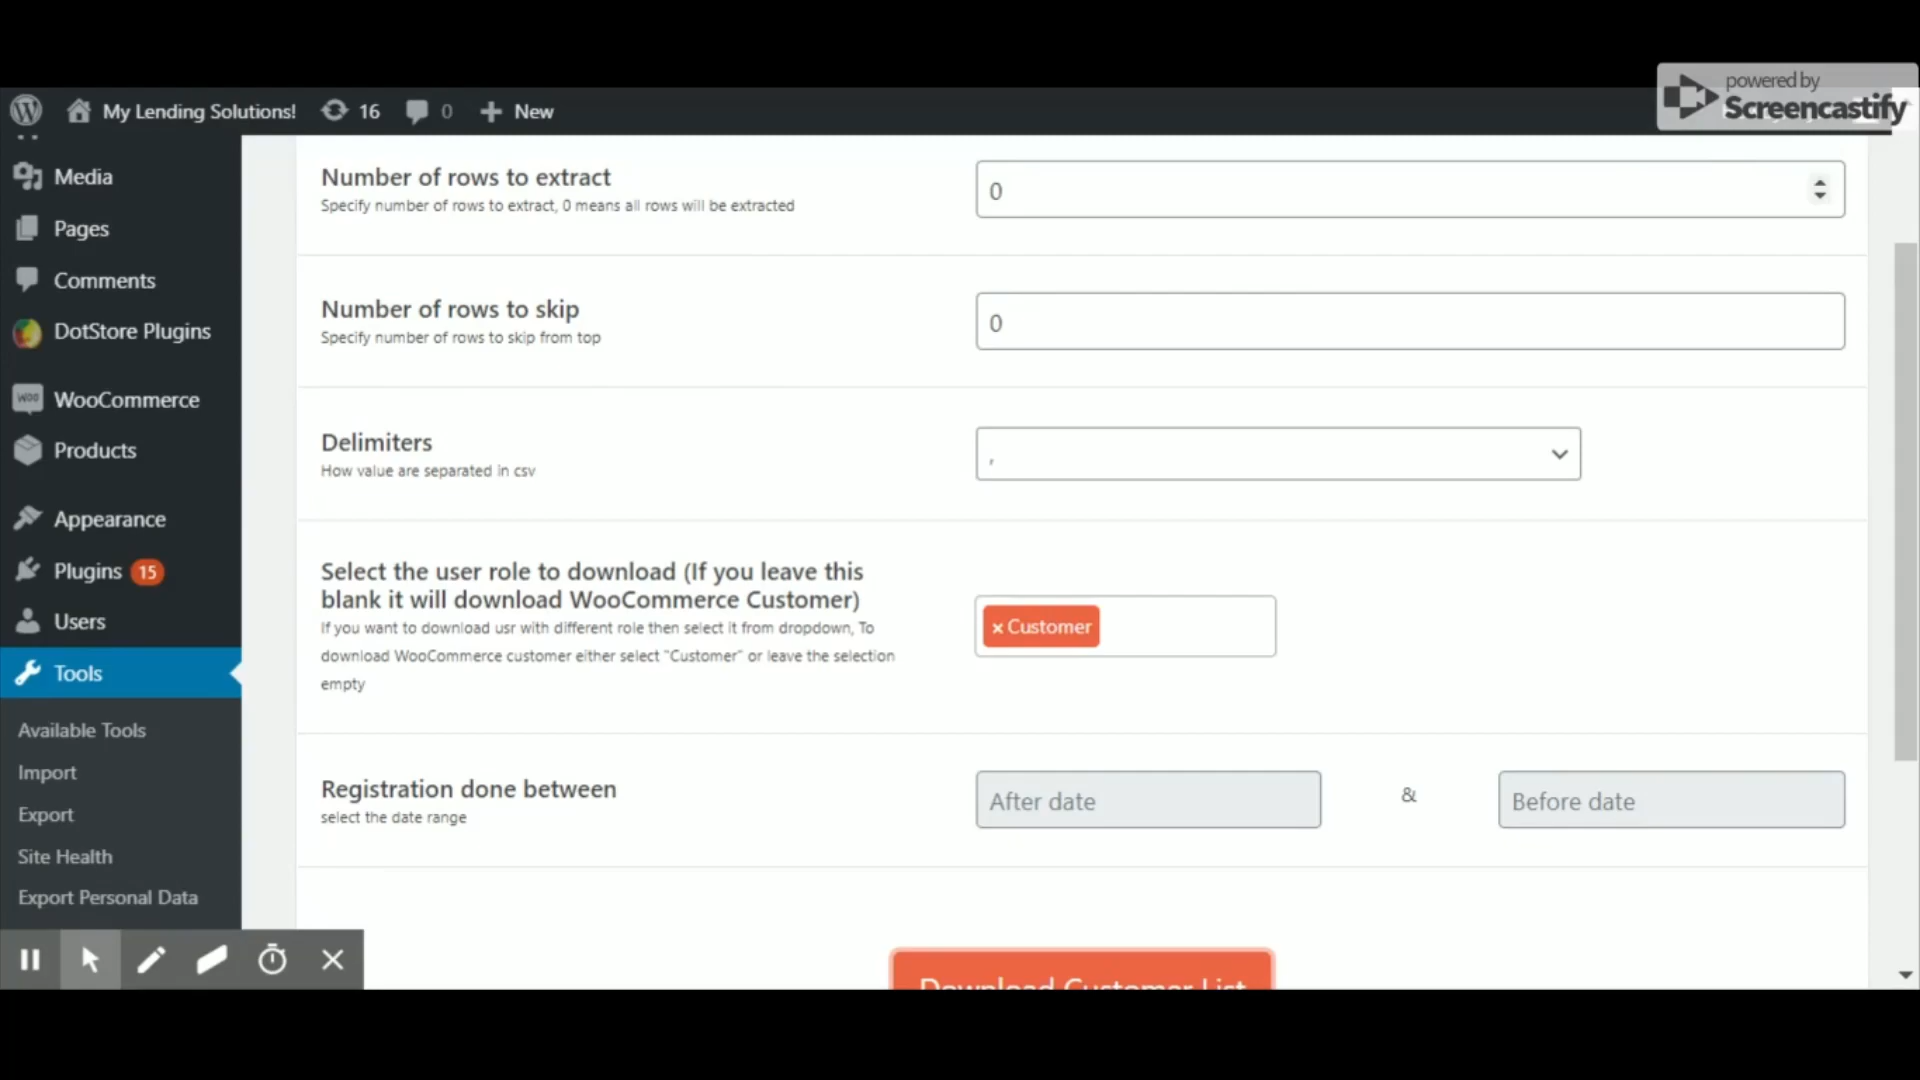 powered by
Screencastify
My Lending Solutions!
16
0
New
Media
Pages
Comments
DotStore Plugins
WooCommerce
Products
Appearance
Plugins 15
Users
Tools
Available Tools
Import
Export
Site Health
Export Personal Data
Number of rows to extract
Specify number of rows to extract, 0 means all rows will be extracted
0
Number of rows to skip
Specify number of rows to skip from top
0
Delimiters
How value are separated in csv
,
Select the user role to download (If you leave this
blank it will download WooCommerce Customer)
If you want to download usr with different role then select it from dropdown, To
download WooCommerce customer either select "Customer" or leave the selection
empty
× Customer
Registration done between
select the date range
After date
&
Before date
Download Customer List